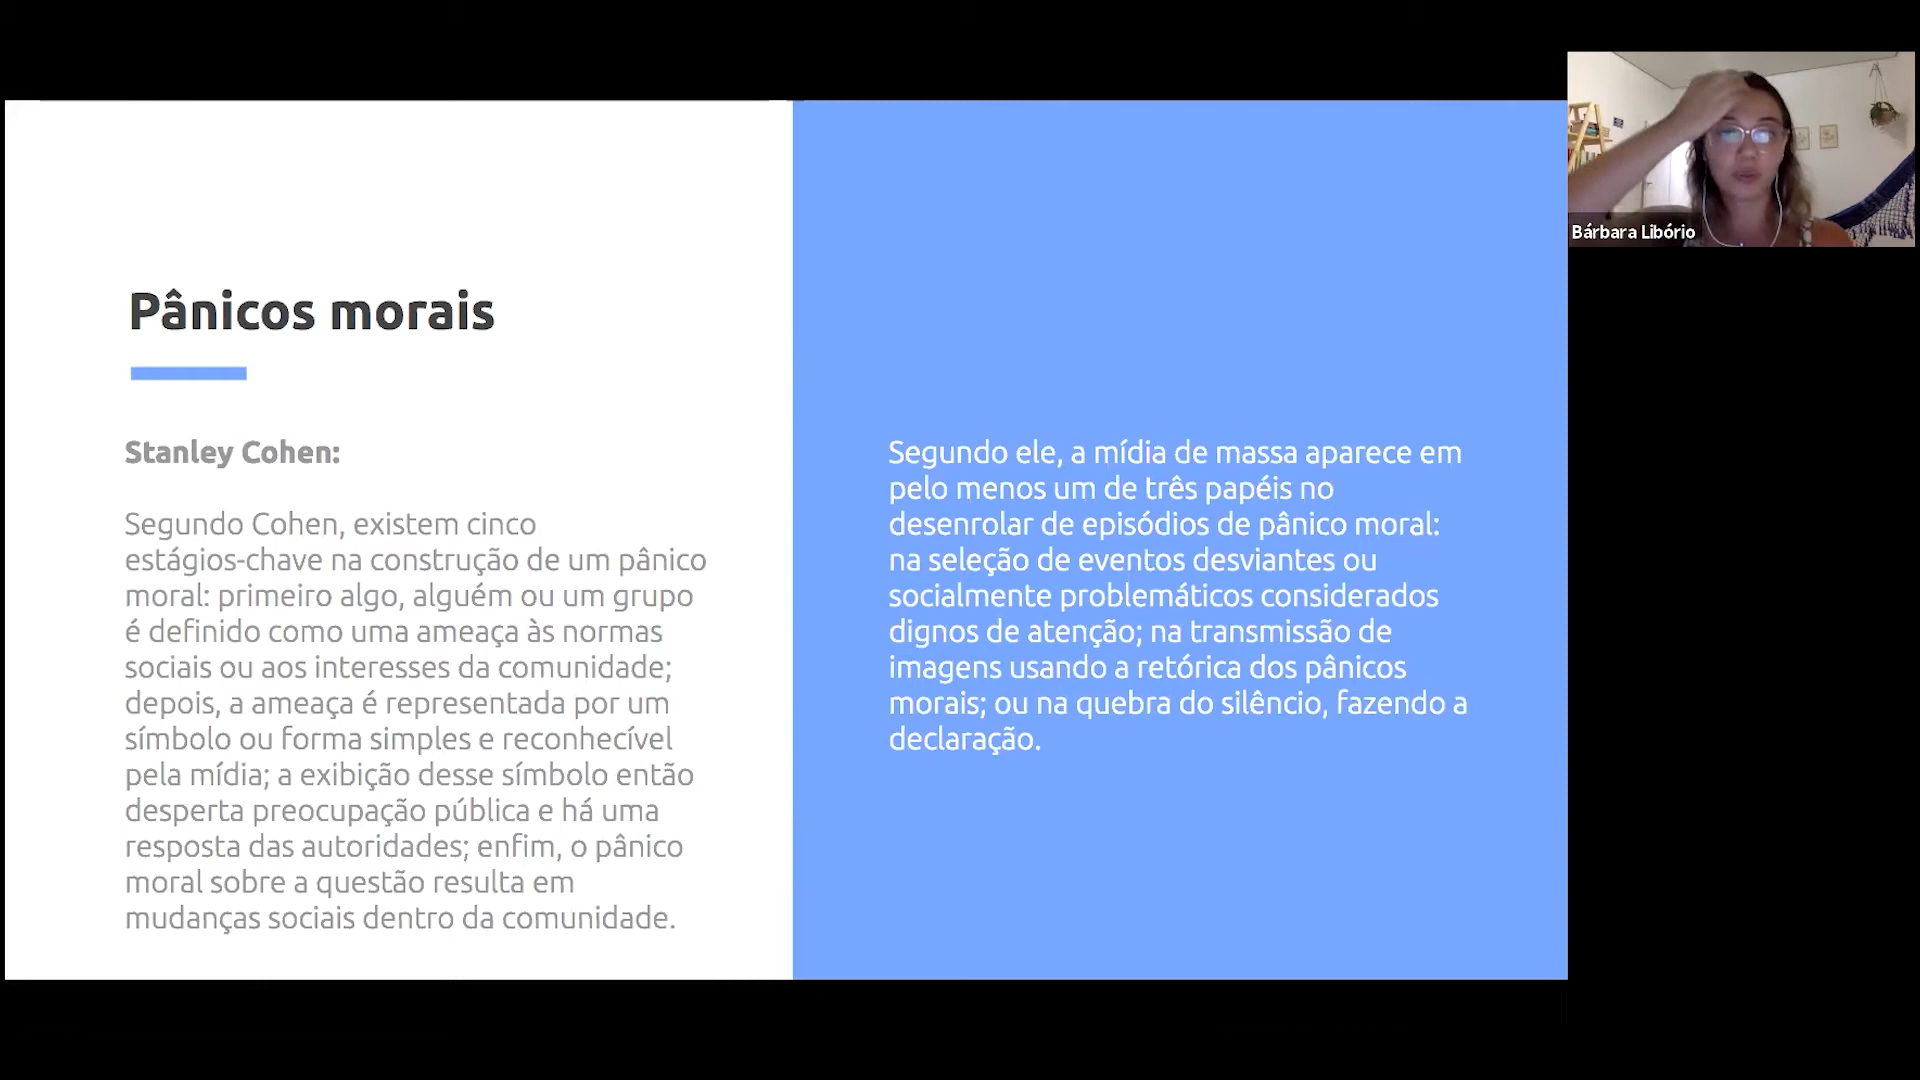 Pânicos morais
Stanley Cohen:
Segundo Cohen, existem cinco
estágios-chave na construção de um pânico
moral: primeiro algo, alguém ou um grupo
é definido como uma ameaça às normas
sociais ou aos interesses da comunidade;
depois, a ameaça é representada por um
símbolo ou forma simples e reconhecível
pela mídia; a exibição desse símbolo então
desperta preocupação pública e há uma
resposta das autoridades; enfim, o pânico
moral sobre a questão resulta em
mudanças sociais dentro da comunidade.
Segundo ele, a mídia de massa aparece em
pelo menos um de três papéis no
desenrolar de episódios de pânico moral:
na seleção de eventos desviantes ou
socialmente problemáticos considerados
dignos de atenção; na transmissão de
imagens usando a retórica dos pânicos
morais; ou na quebra do silêncio, fazendo a
declaração.
Bárbara Libório